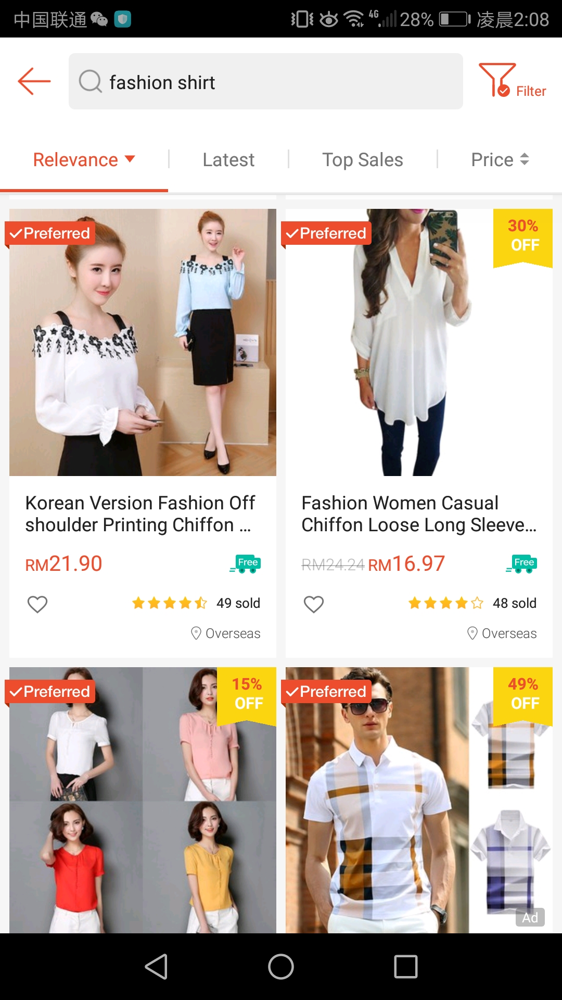 中国联通 4G 28% 凌晨2:08
fashion shirt
Filter
Relevance Latest Top Sales Price
Preferred
Preferred
30%
OFF
Korean Version Fashion Off
shoulder Printing Chiffon ...
RM21.90 Free
49 sold
Overseas
Fashion Women Casual
Chiffon Loose Long Sleeve...
RM24.24 RM16.97 Free
48 sold
Overseas
Preferred
15%
OFF
Preferred
49%
OFF
Ad